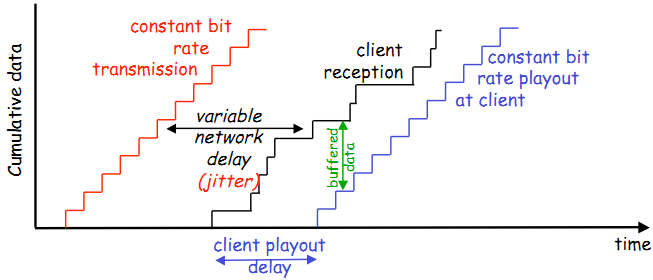 constant bit
rate
transmission
client
reception
constant bit
rate playout
at client
Cumulative data
variable
network
delay
(jitter)
buffered
data
time
client playout
delay